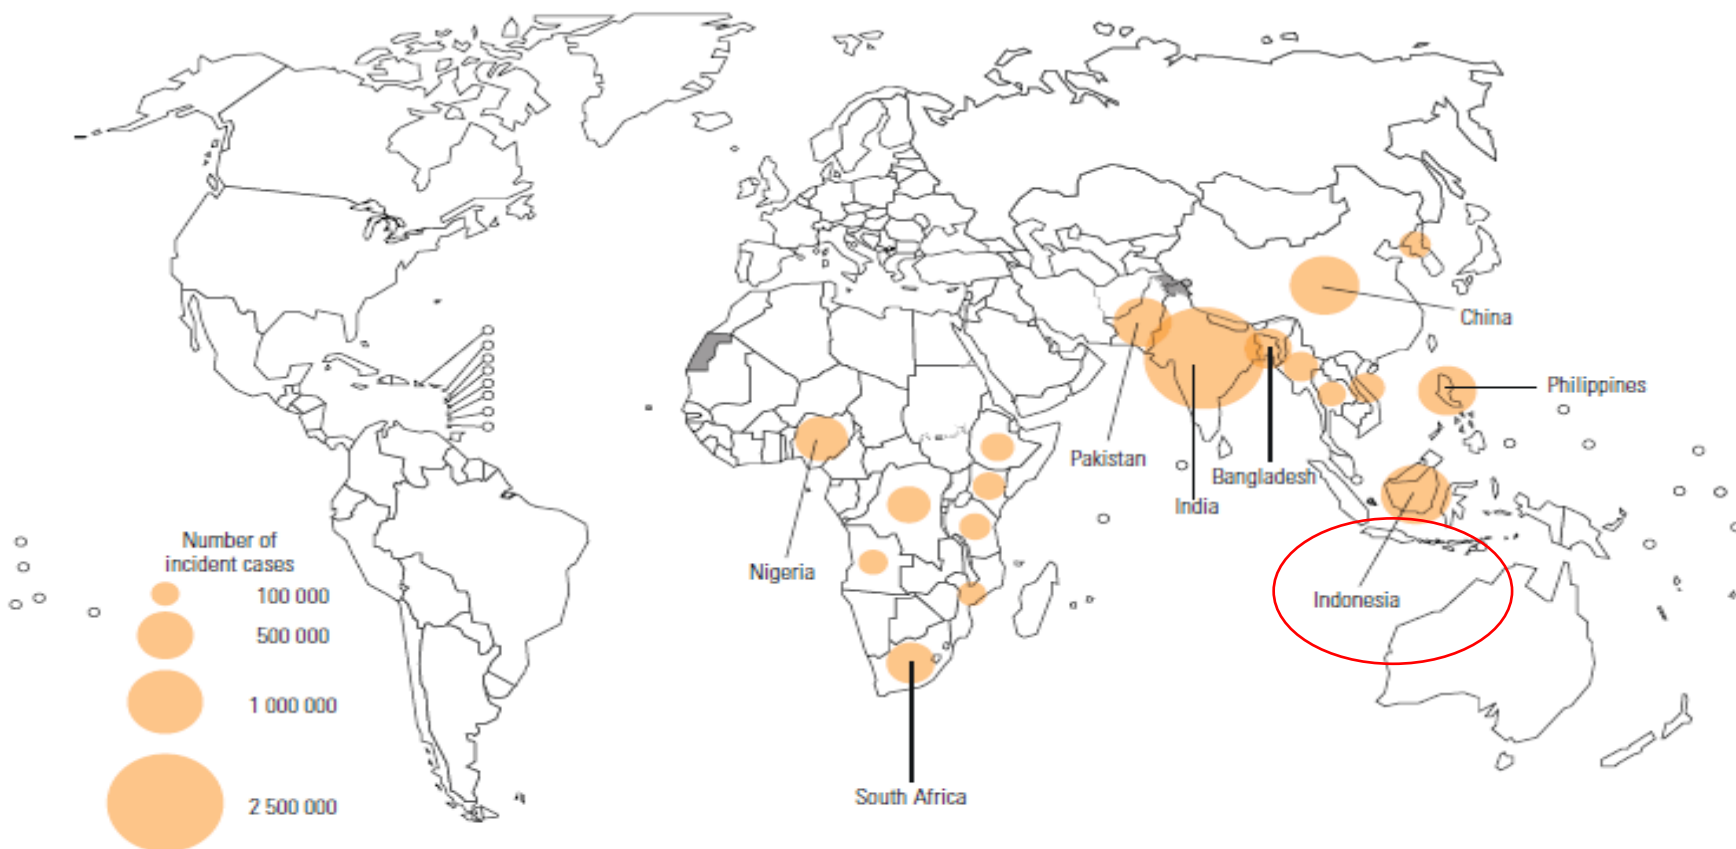 China
Philippines
Pakistan
Bangladesh
India
Nigeria
Indonesia
South Africa
Number of
incident cases
100 000
500 000
1 000 000
2 500 000